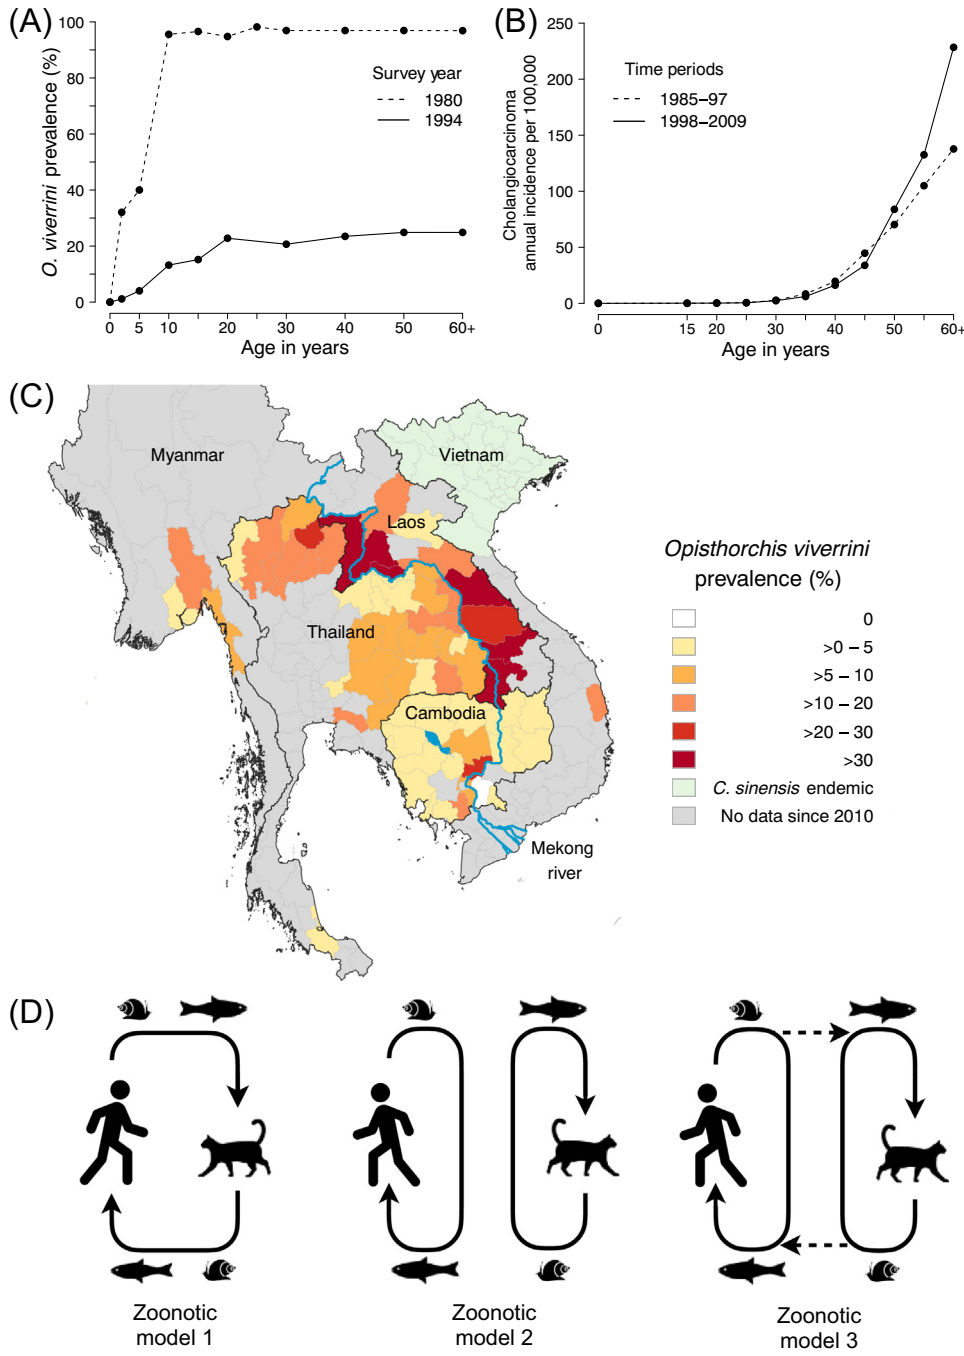 (A)
O. viverrini prevalence (%)
100
80
60
40
20
0
Survey year
1980
1994
0 5 10 20 30 40 50 60+
Age in years
(B)
Cholangiocarcinoma
annual incidence per 100,000
250
200
150
100
50
0
Time periods
1985–97
1998–2009
0 15 20 30 40 50 60+
Age in years
(C)
Myanmar
Vietnam
Laos
Thailand
Cambodia
Mekong
river
Opisthorchis viverrini
prevalence (%)
0
>0 – 5
>5 – 10
>10 – 20
>20 – 30
>30
C. sinensis endemic
No data since 2010
(D)
Zoonotic
model 1
Zoonotic
model 2
Zoonotic
model 3